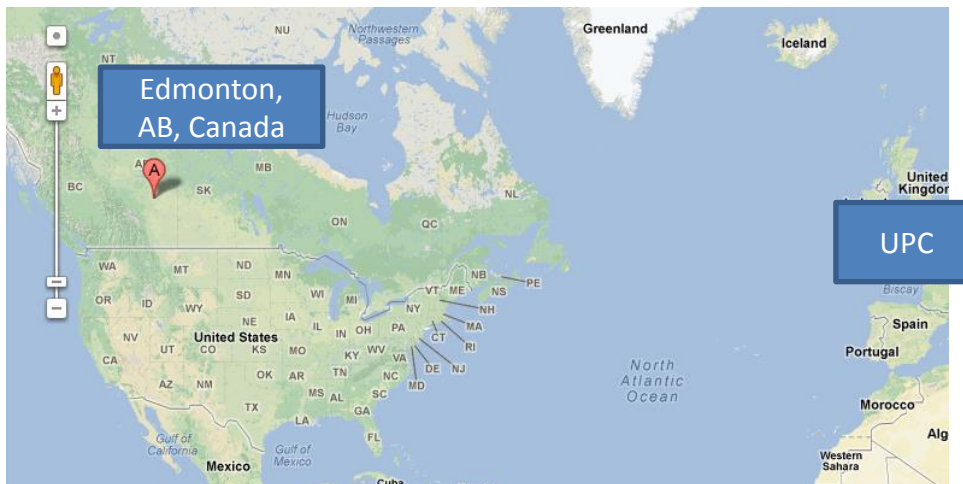 NU
Northwestern
Passages
Greenland
Iceland
NT
Edmonton,
AB, Canada
Hudson
Bay
A
BC
SK
MB
NL
United
Kingdom
ON
QC
UPC
WA
MT
ND
MN
NB
PE
VT
ME
NS
Biscay
OR
ID
SD
WI
MI
NY
NH
WY
MA
Spain
NV
NE
IA
IL
IN
OH
PA
CT
RI
United States
UT
CO
KS
MO
WV
Portugal
CA
KY
VA
DE
NJ
North
Atlantic
Ocean
AZ
NM
OK
AR
TN
NC
MD
MS
AL
SC
GA
Morocco
TX
LA
FL
Alg
Gulf of
California
Gulf of
Mexico
Mexico
Western
Sahara
Cuba